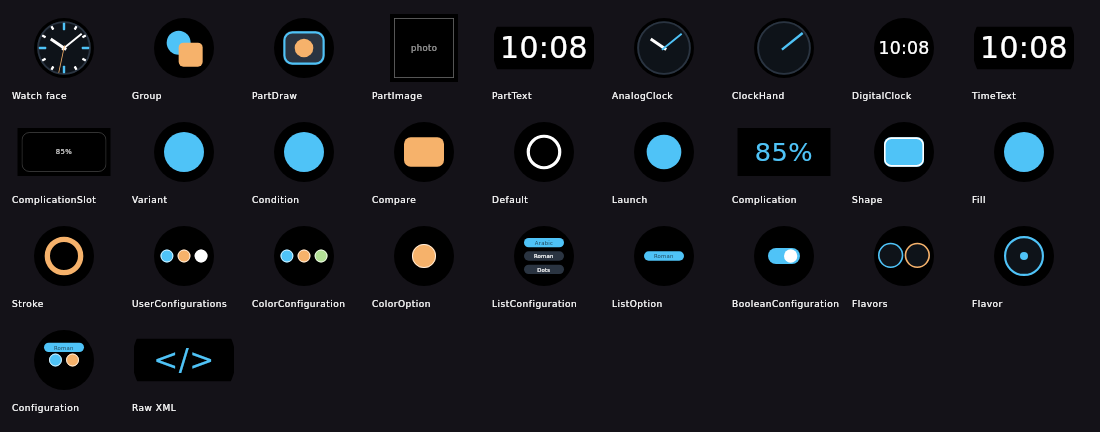 photo
10:08
10:08
10:08
Watch face
Group
PartDraw
PartImage
PartText
AnalogClock
ClockHand
DigitalClock
TimeText
85%
85%
ComplicationSlot
Variant
Condition
Compare
Default
Launch
Complication
Shape
Fill
Arabic
Roman
Dots
Roman
Stroke
UserConfigurations
ColorConfiguration
ColorOption
ListConfiguration
ListOption
BooleanConfiguration
Flavors
Flavor
Roman
</>
Configuration
Raw XML